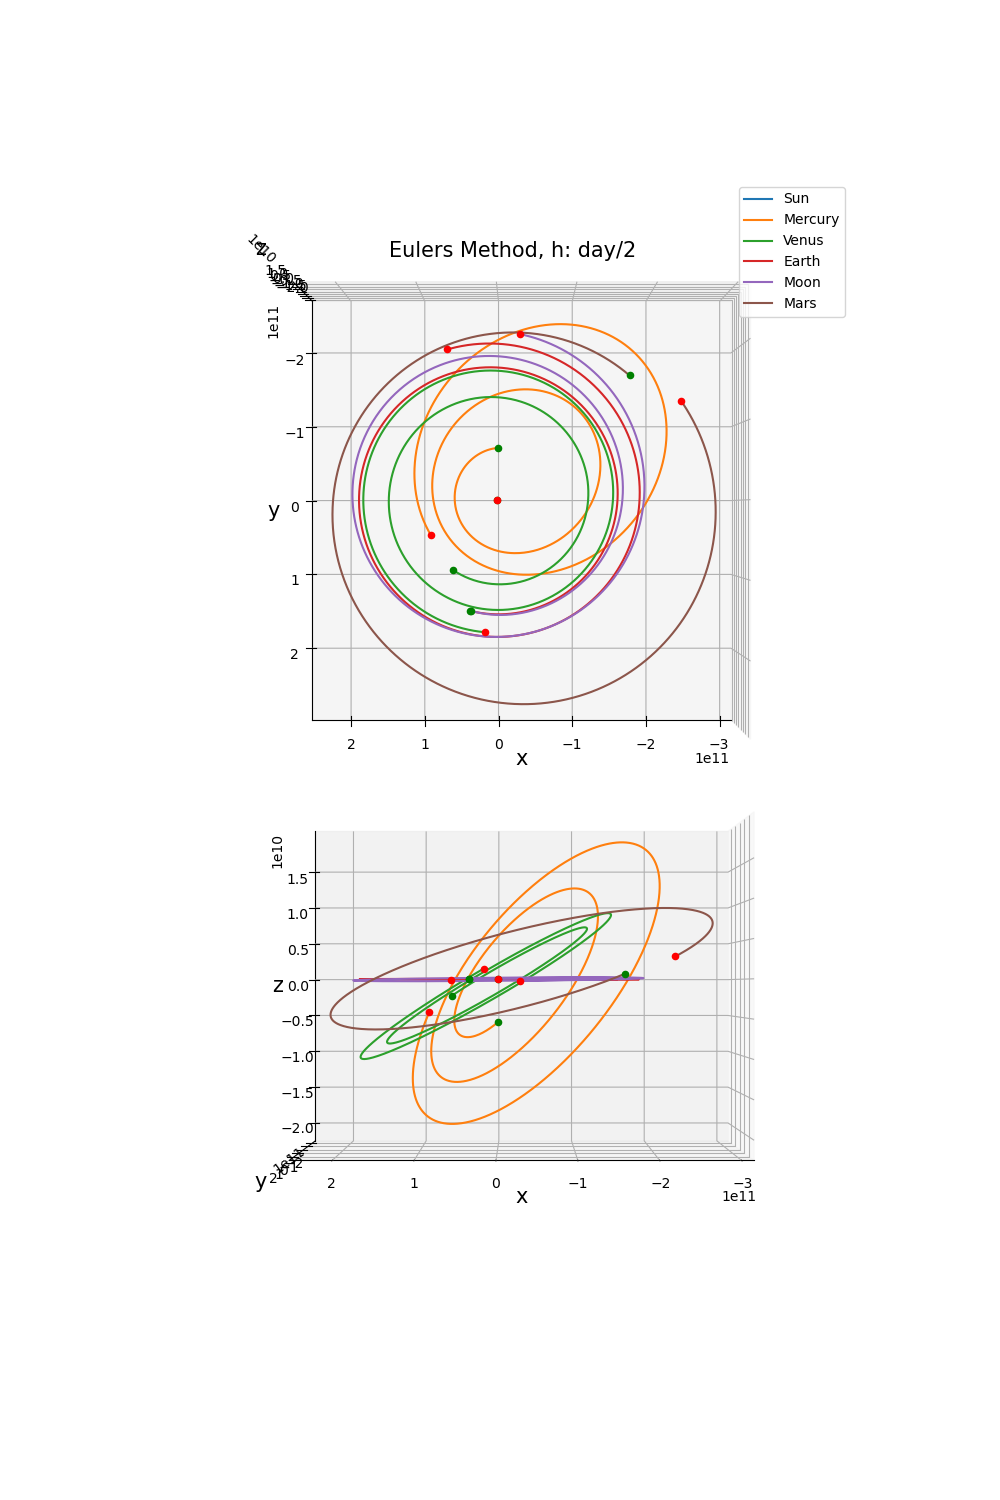 Sun
Mercury
Venus
Earth
Moon
Mars
Eulers Method, h: day/2
1e10
1e11
−2
−1
0
1
2
y
2 1 0 −1 −2 −3
1e11
x
1e10
1.5
1.0
0.5
0.0
−0.5
−1.0
−1.5
−2.0
z
1e11
y
2 1 0 −1 −2 −3
1e11
x